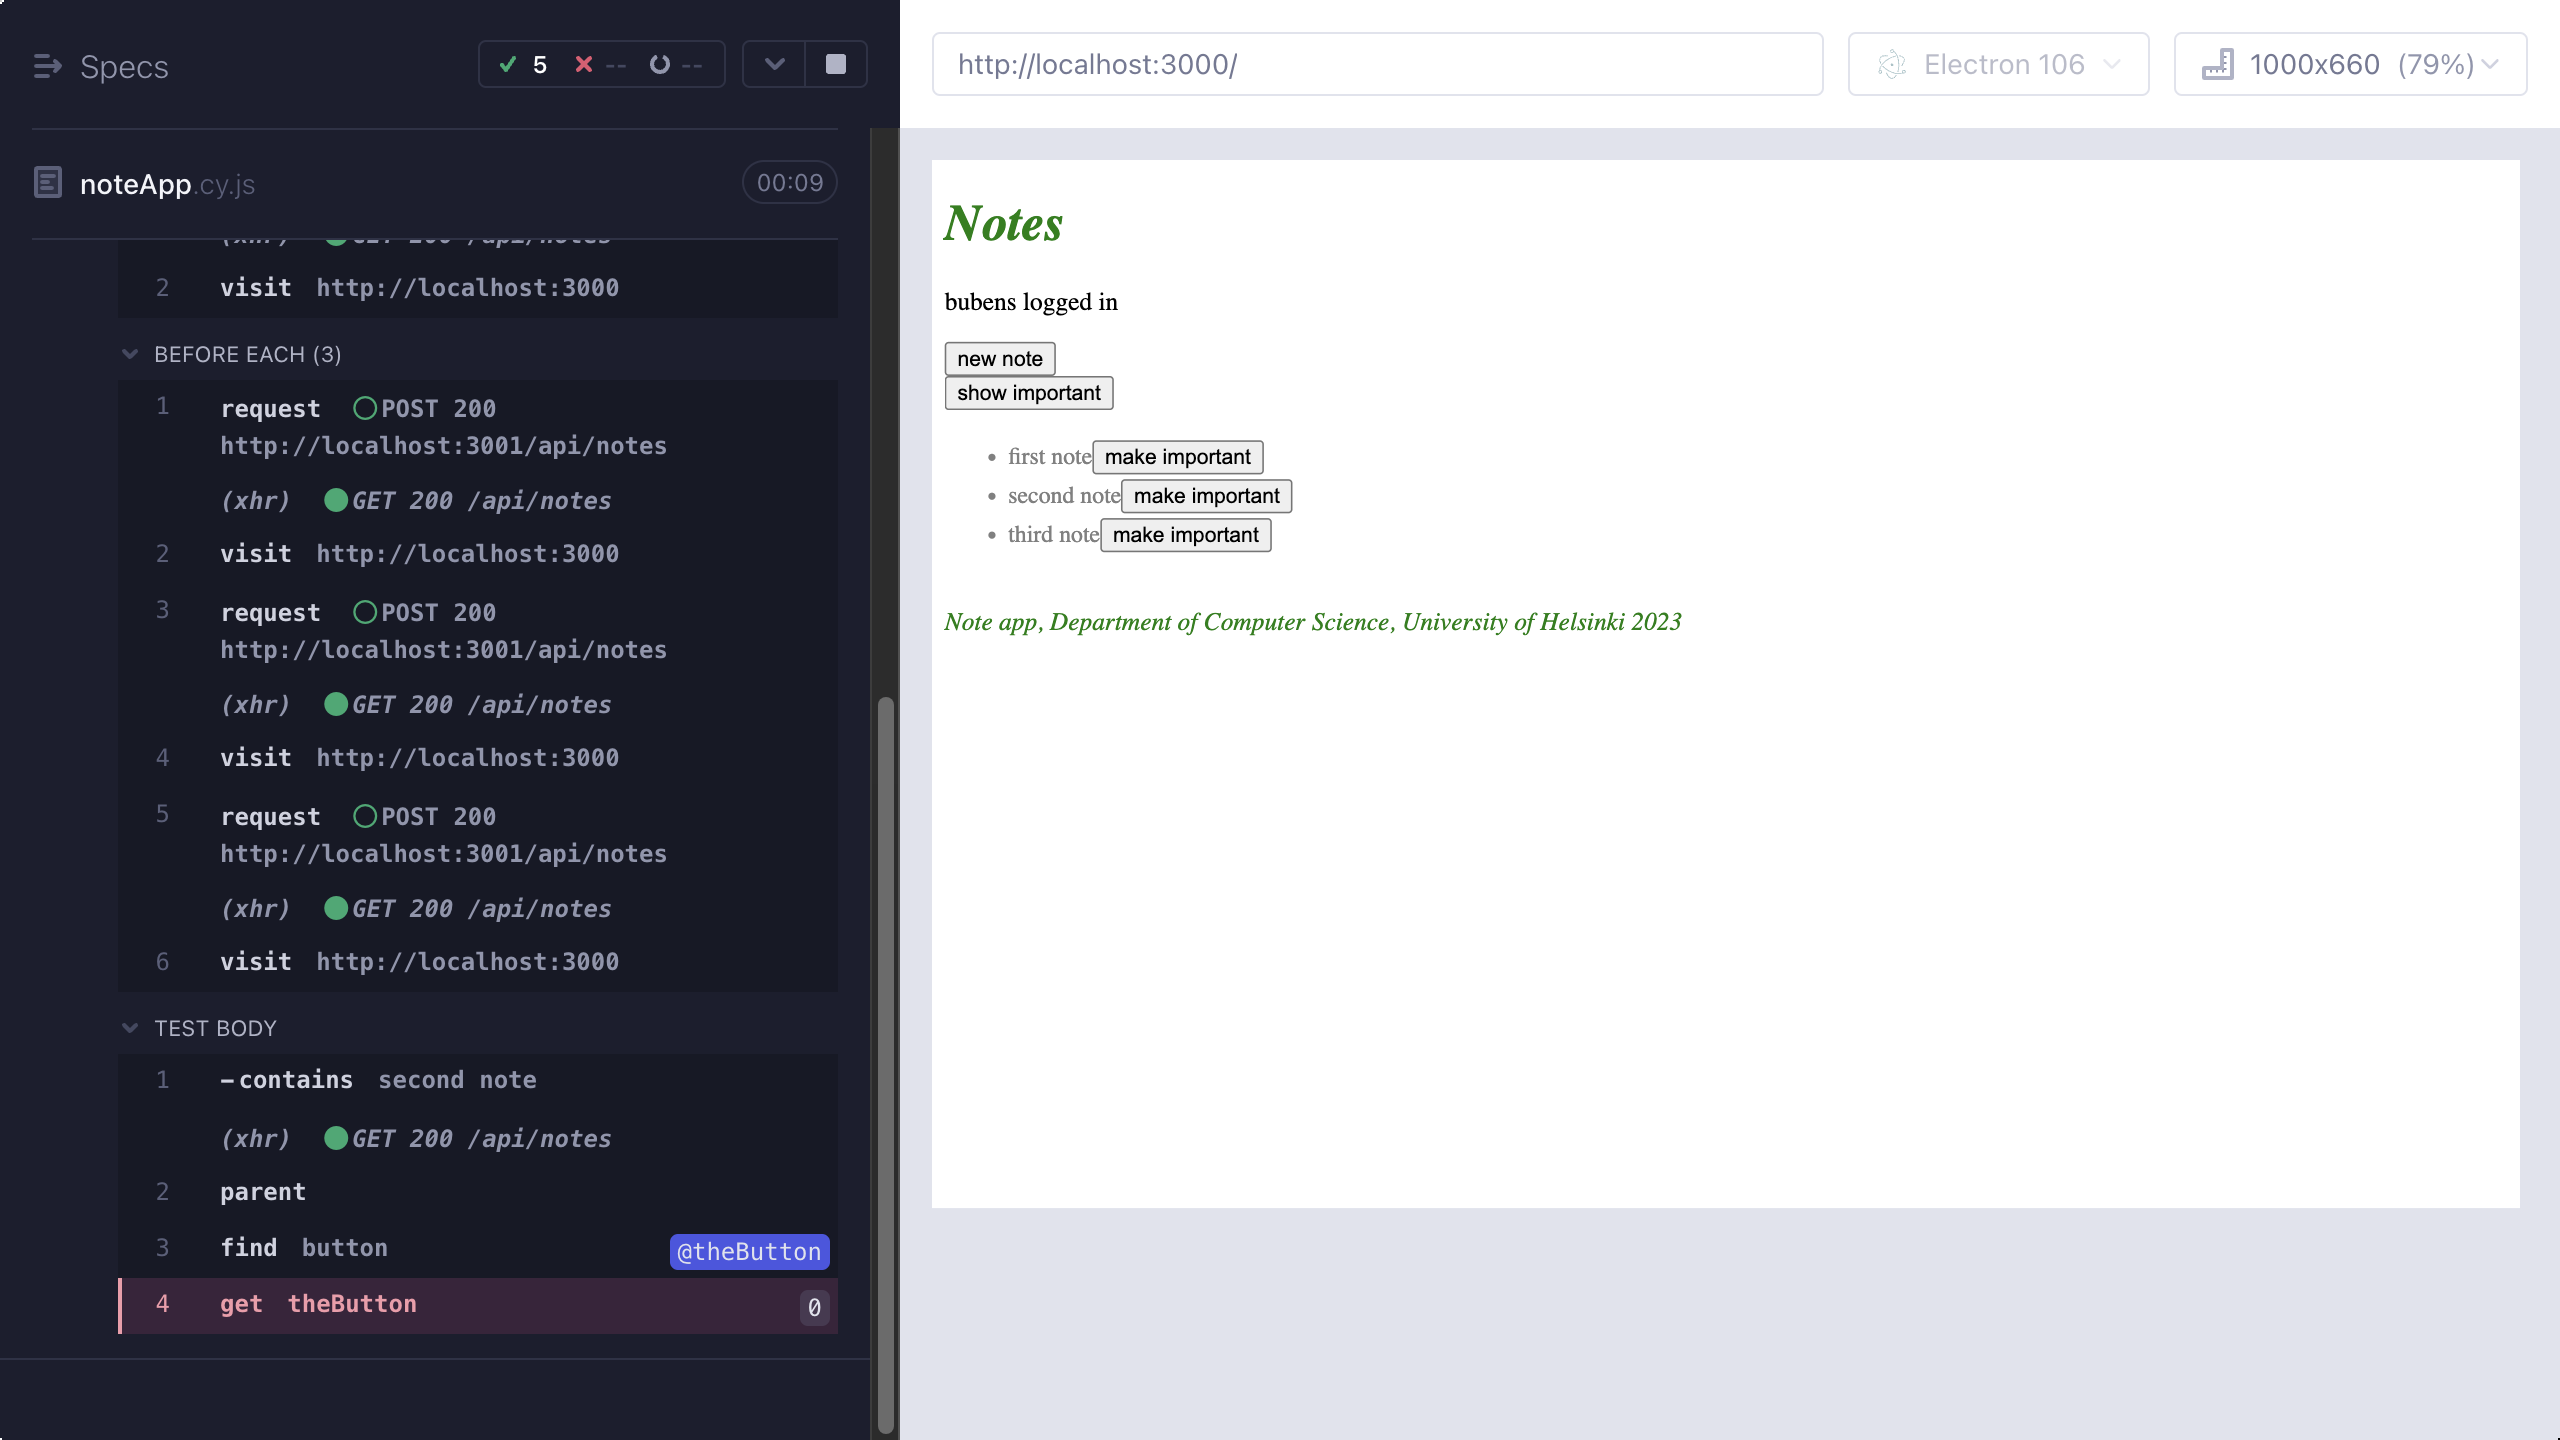 Specs
5 -- --
noteApp.cy.js
00:09
(xhr) GET 200 /api/notes
2 visit http://localhost:3000
BEFORE EACH (3)
1 request POST 200
http://localhost:3001/api/notes
(xhr) GET 200 /api/notes
2 visit http://localhost:3000
3 request POST 200
http://localhost:3001/api/notes
(xhr) GET 200 /api/notes
4 visit http://localhost:3000
5 request POST 200
http://localhost:3001/api/notes
(xhr) GET 200 /api/notes
6 visit http://localhost:3000
TEST BODY
1 -contains second note
(xhr) GET 200 /api/notes
2 parent
3 find button @theButton
4 get theButton 0
http://localhost:3000/
Electron 106
1000x660 (79%)
Notes
bubens logged in
new note
show important
• first note make important
• second note make important
• third note make important
Note app, Department of Computer Science, University of Helsinki 2023